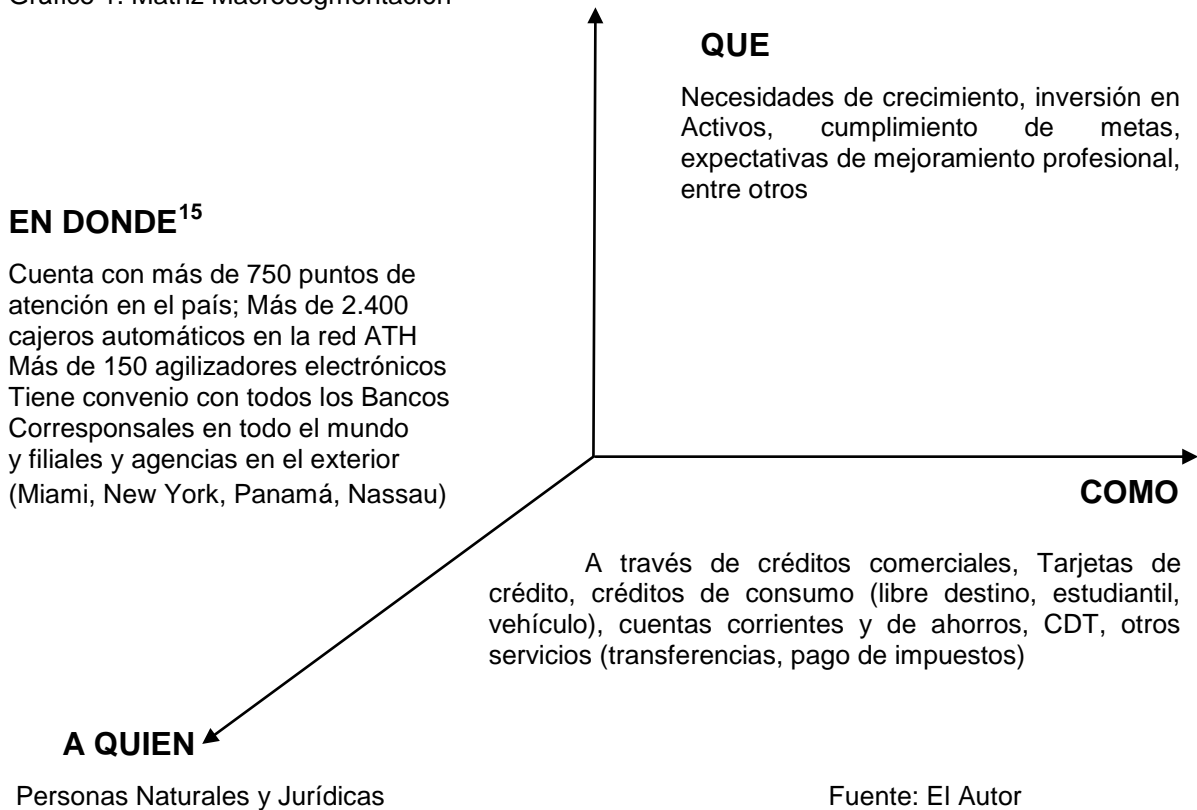 Gráfico 1. Matriz Macrosegmentación
QUE
Necesidades de crecimiento, inversión en
Activos, cumplimiento de metas,
expectativas de mejoramiento profesional,
entre otros
EN DONDE15
Cuenta con más de 750 puntos de
atención en el país; Más de 2.400
cajeros automáticos en la red ATH
Más de 150 agilizadores electrónicos
Tiene convenio con todos los Bancos
Corresponsales en todo el mundo
y filiales y agencias en el exterior
(Miami, New York, Panamá, Nassau)
COMO
A través de créditos comerciales, Tarjetas de
crédito, créditos de consumo (libre destino, estudiantil,
vehículo), cuentas corrientes y de ahorros, CDT, otros
servicios (transferencias, pago de impuestos)
A QUIEN
Personas Naturales y Jurídicas
Fuente: El Autor